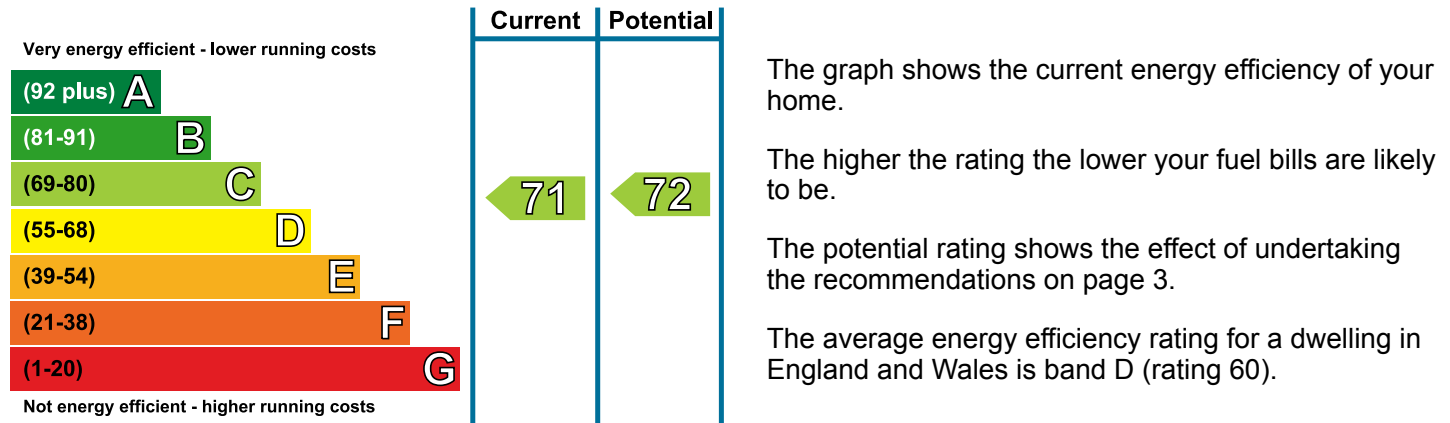 Current Potential
Very energy efficient - lower running costs
(92 plus) A
(81-91) B
(69-80) C
71 72
(55-68) D
(39-54) E
(21-38) F
(1-20) G
Not energy efficient - higher running costs
The graph shows the current energy efficiency of your
home.
The higher the rating the lower your fuel bills are likely
to be.
The potential rating shows the effect of undertaking
the recommendations on page 3.
The average energy efficiency rating for a dwelling in
England and Wales is band D (rating 60).